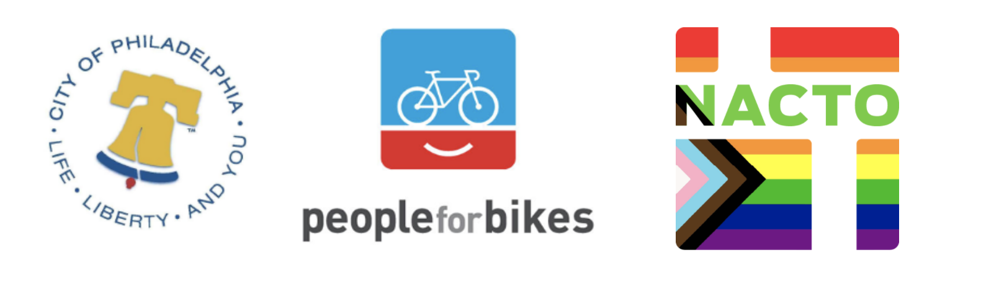 CITY OF PHILADELPHIA
• LIFE • LIBERTY • AND YOU •
TM
peopleforbikes
NACTO